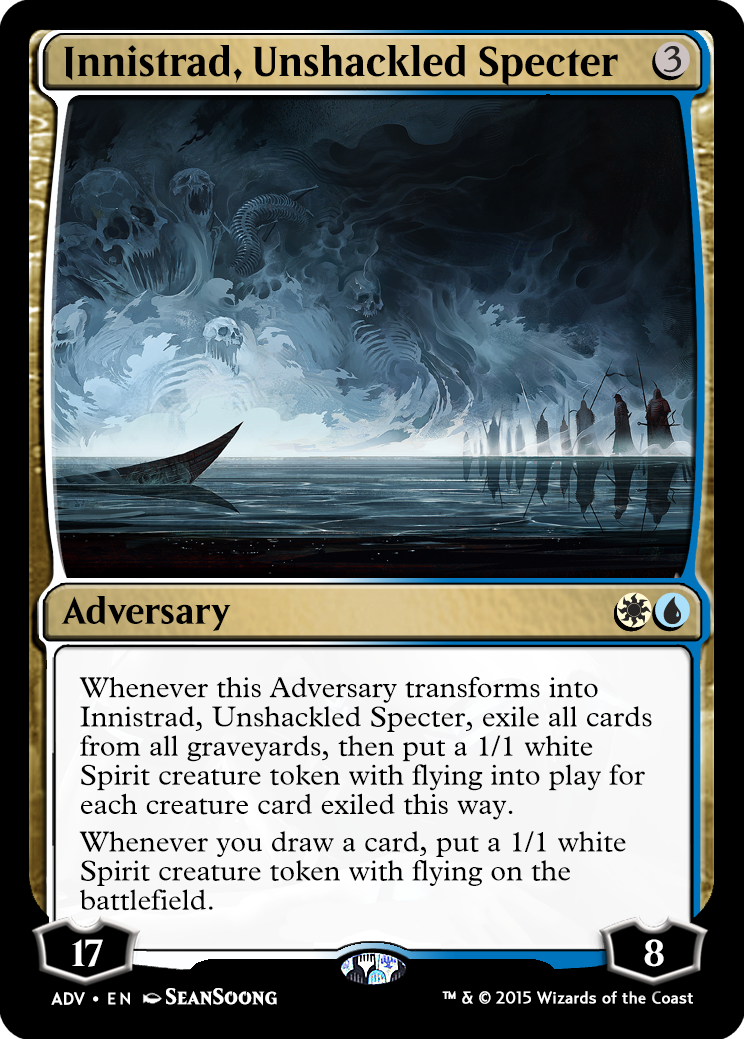 Innistrad, Unshackled Specter 3
Adversary
Whenever this Adversary transforms into
Innistrad, Unshackled Specter, exile all cards
from all graveyards, then put a 1/1 white
Spirit creature token with flying into play for
each creature card exiled this way.
Whenever you draw a card, put a 1/1 white
Spirit creature token with flying on the
battlefield.
17 8
ADV • EN SeanSoong ™ & © 2015 Wizards of the Coast